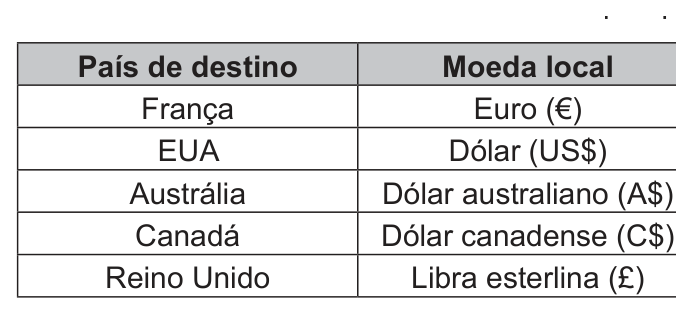 País de destino Moeda local
França Euro (€)
EUA Dólar (US$)
Austrália Dólar australiano (A$)
Canadá Dólar canadense (C$)
Reino Unido Libra esterlina (£)